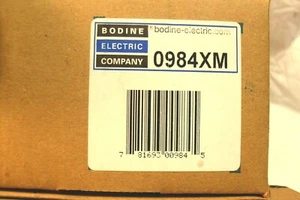 BODINE
ELECTRIC
COMPANY
bodine-electric.com
0984XM
7 81693 00984 5